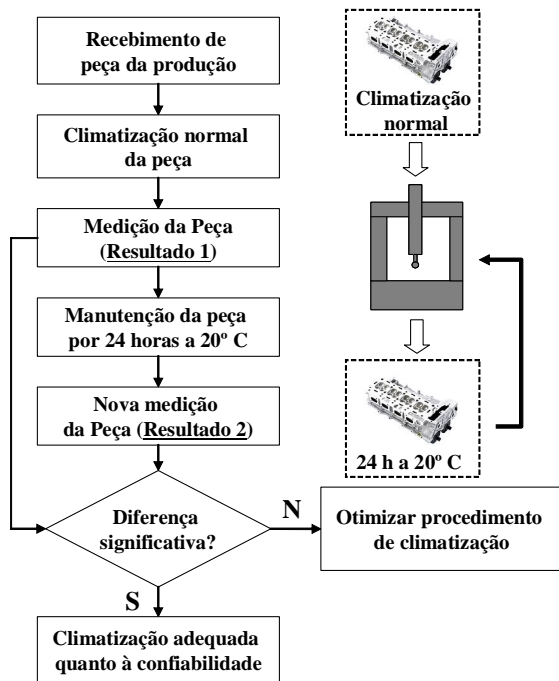 Recebimento de
peça da produção
Climatização normal
da peça
Medição da Peça
(Resultado 1)
Manutenção da peça
por 24 horas a 20º C
Nova medição
da Peça (Resultado 2)
Diferença
significativa?
N
Otimizar procedimento
de climatização
S
Climatização adequada
quanto à confiabilidade
Climatização
normal
24 h a 20º C